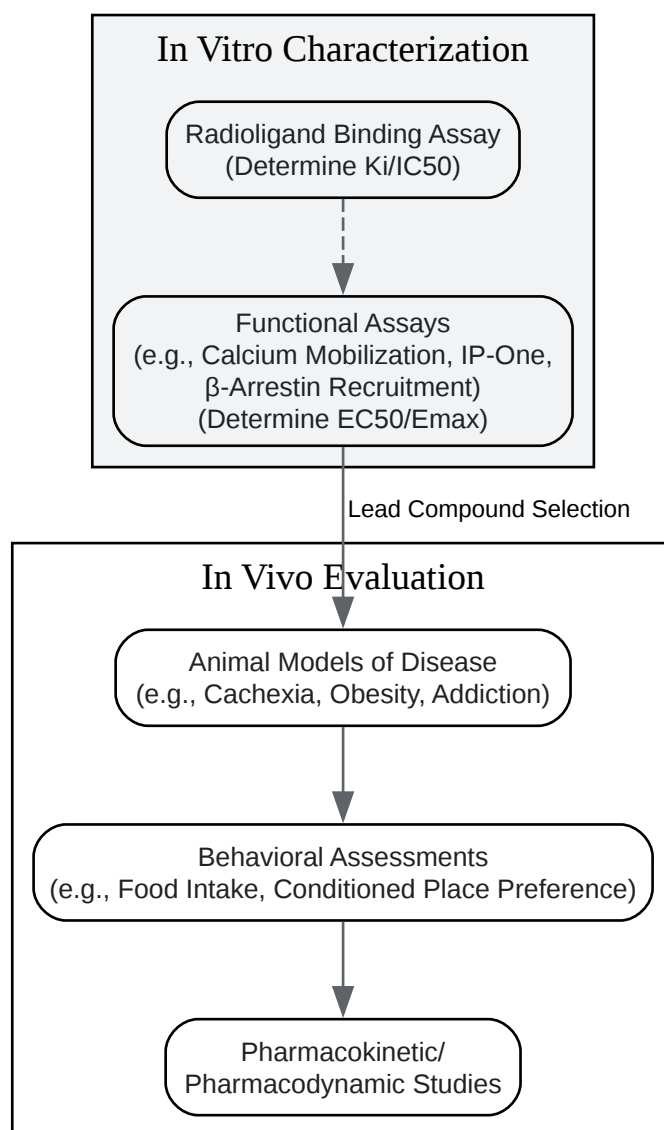 In Vitro Characterization
Radioligand Binding Assay
(Determine Ki/IC50)
Functional Assays
(e.g., Calcium Mobilization, IP-One,
β-Arrestin Recruitment)
(Determine EC50/Emax)
Lead Compound Selection
In Vivo Evaluation
Animal Models of Disease
(e.g., Cachexia, Obesity, Addiction)
Behavioral Assessments
(e.g., Food Intake, Conditioned Place Preference)
Pharmacokinetic/
Pharmacodynamic Studies